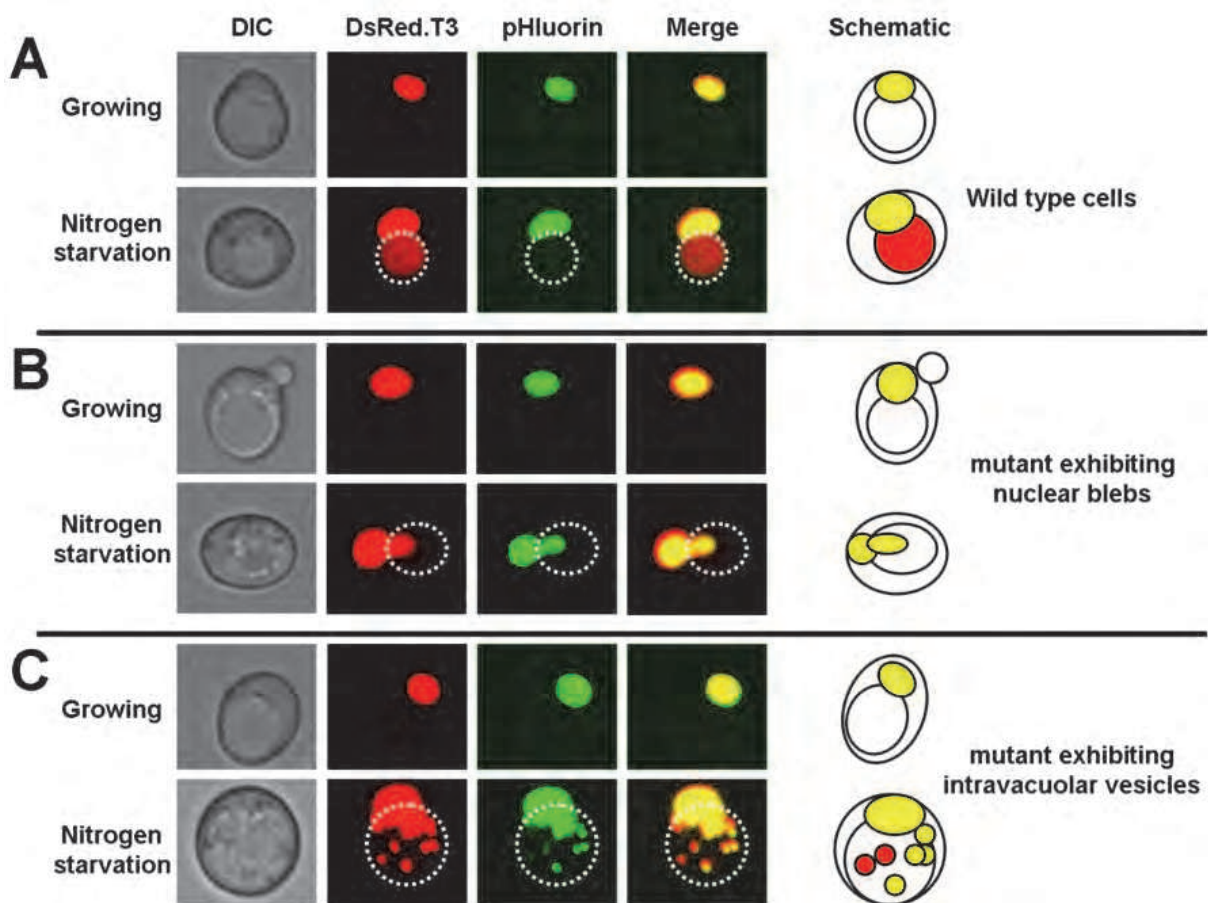 DIC DsRed.T3 pHluorin Merge Schematic
A
Growing
Nitrogen
starvation
Wild type cells
B
Growing
Nitrogen
starvation
mutant exhibiting
nuclear blebs
C
Growing
Nitrogen
starvation
mutant exhibiting
intravacuolar vesicles